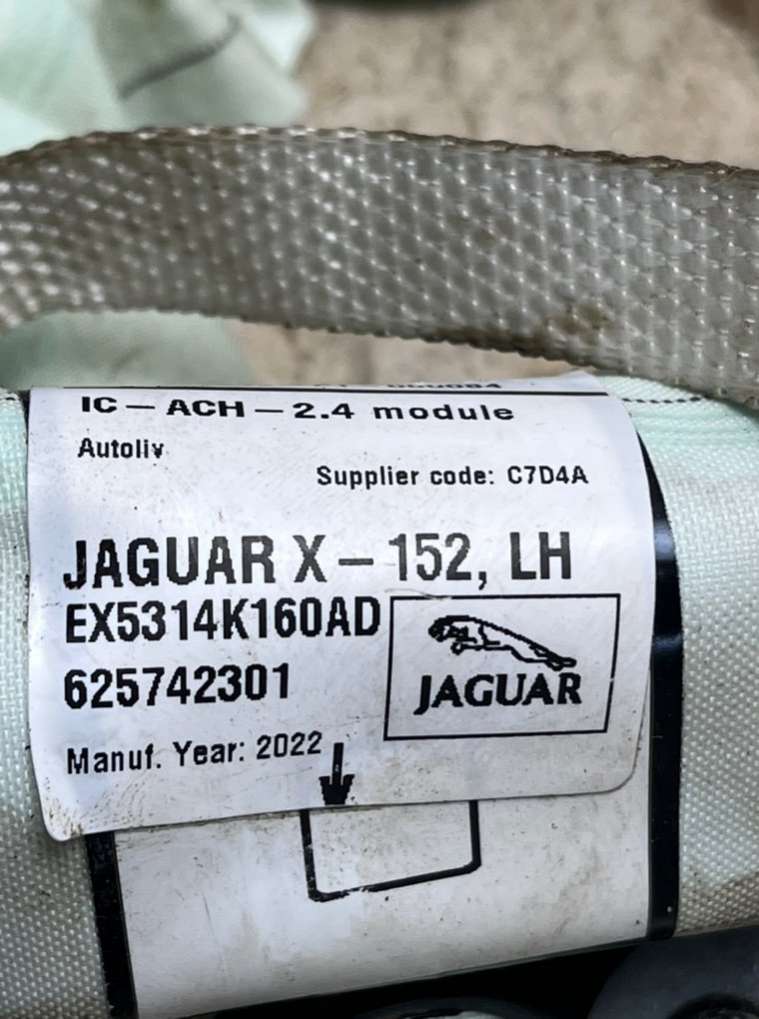 IC – ACH – 2.4 module
Autoliv
Supplier code: C7D4A
JAGUAR X – 152, LH
EX5314K160AD
625742301
JAGUAR
Manuf. Year: 2022